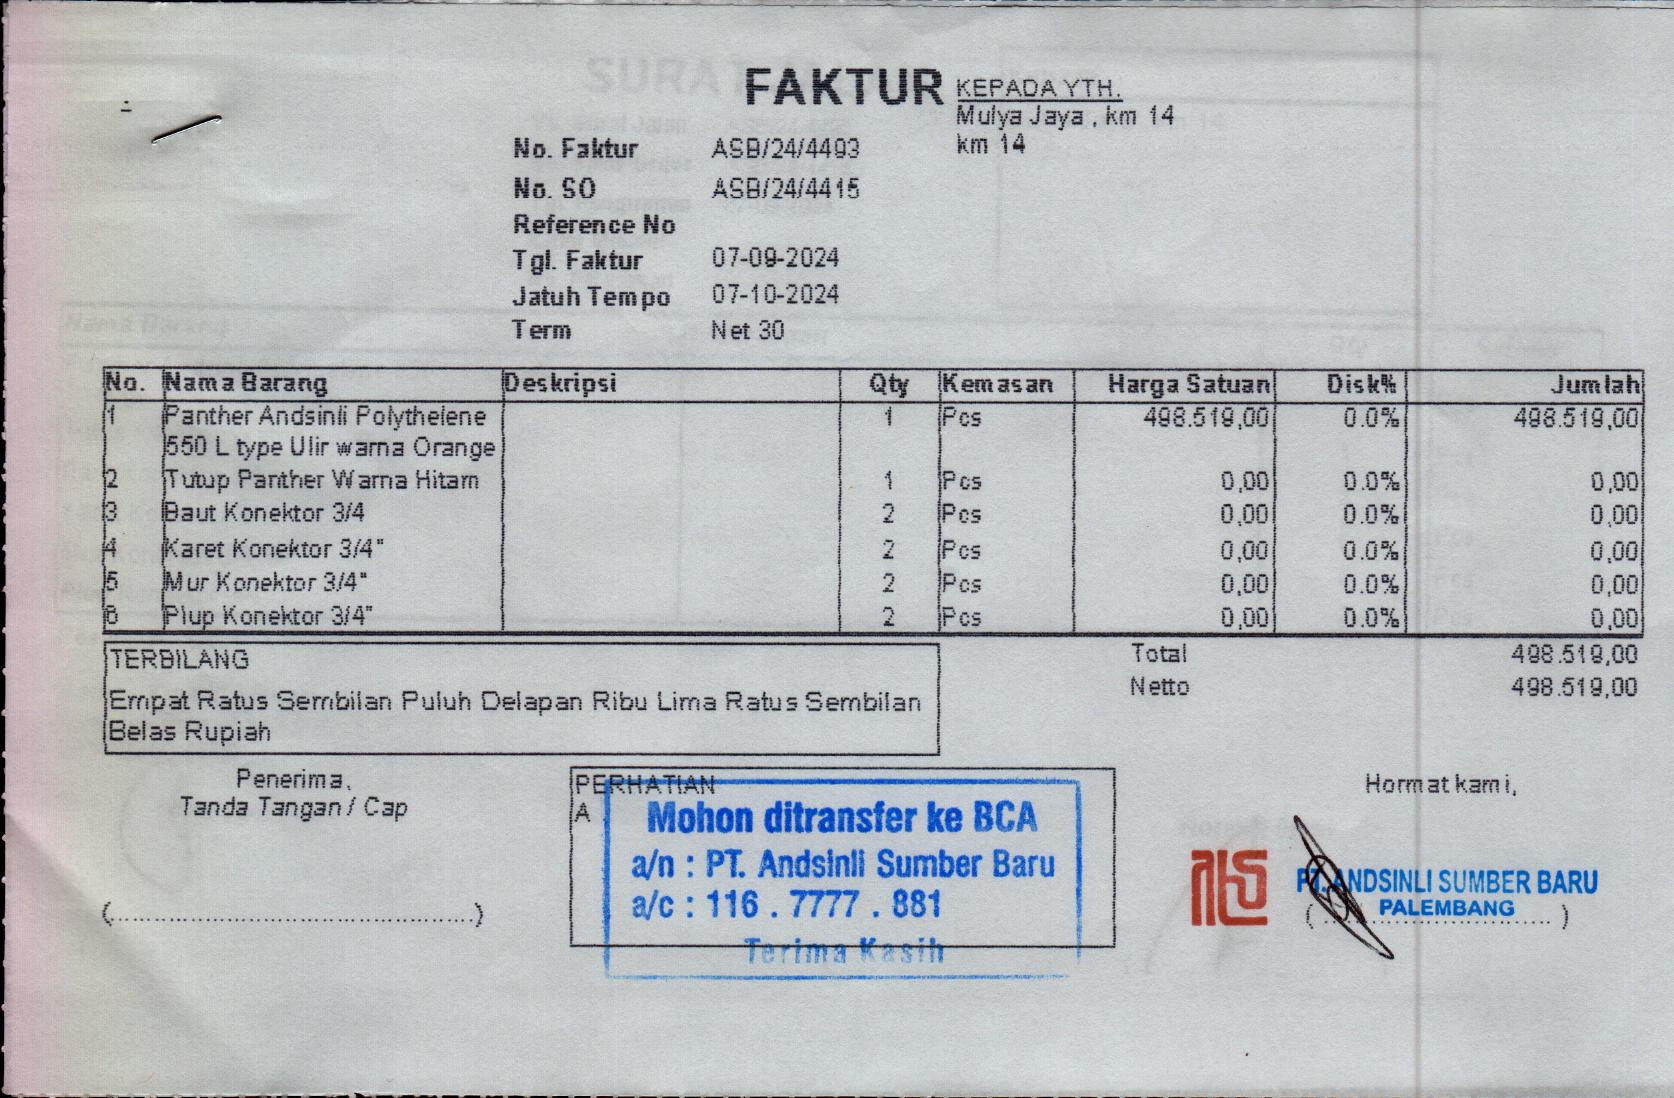 FAKTUR
KEPADA YTH.
Mulya Jaya , km 14
km 14
No. Faktur ASB/24/4493
No. SO ASB/24/4415
Reference No
Tgl. Faktur 07-09-2024
Jatuh Tempo 07-10-2024
Term Net 30
No. Nama Barang Deskripsi Qty Kemasan Harga Satuan Disk% Jumlah
1 Panther Andsinli Polythelene 1 Pcs 498.519,00 0.0% 498.519,00
550 L type Ulir warna Orange
2 Tutup Panther Warna Hitam 1 Pcs 0,00 0.0% 0,00
3 Baut Konektor 3/4 2 Pcs 0,00 0.0% 0,00
4 Karet Konektor 3/4" 2 Pcs 0,00 0.0% 0,00
5 Mur Konektor 3/4" 2 Pcs 0,00 0.0% 0,00
6 Plup Konektor 3/4" 2 Pcs 0,00 0.0% 0,00
TERBILANG
Empat Ratus Sembilan Puluh Delapan Ribu Lima Ratus Sembilan
Belas Rupiah
Total 498.519,00
Netto 498.519,00
Penerima,
Tanda Tangan / Cap
(......................................................)
PERHATIAN
A
Mohon ditransfer ke BCA
a/n : PT. Andsinli Sumber Baru
a/c : 116 . 7777 . 881
Terima Kasih
Hormat kami,
PT. ANDSINLI SUMBER BARU
PALEMBANG
( .................................. )